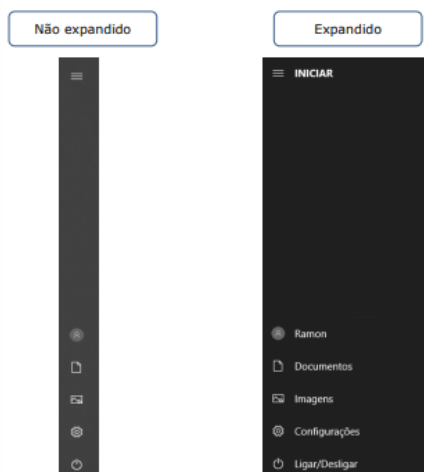 Não expandido
Expandido
INICIAR
Ramon
Documentos
Imagens
Configurações
Ligar/Desligar